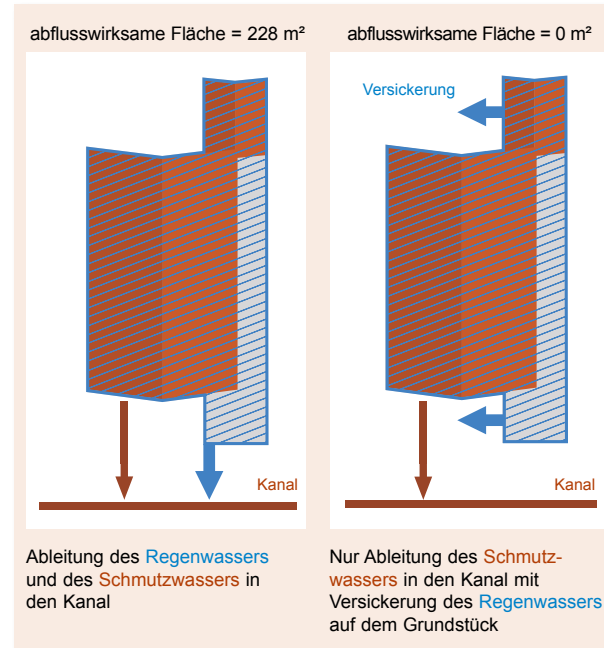 abflusswirksame Fläche = 228 m²
Kanal
Ableitung des Regenwassers
und des Schmutzwassers in
den Kanal
abflusswirksame Fläche = 0 m²
Versickerung
Kanal
Nur Ableitung des Schmutz-
wassers in den Kanal mit
Versickerung des Regenwassers
auf dem Grundstück